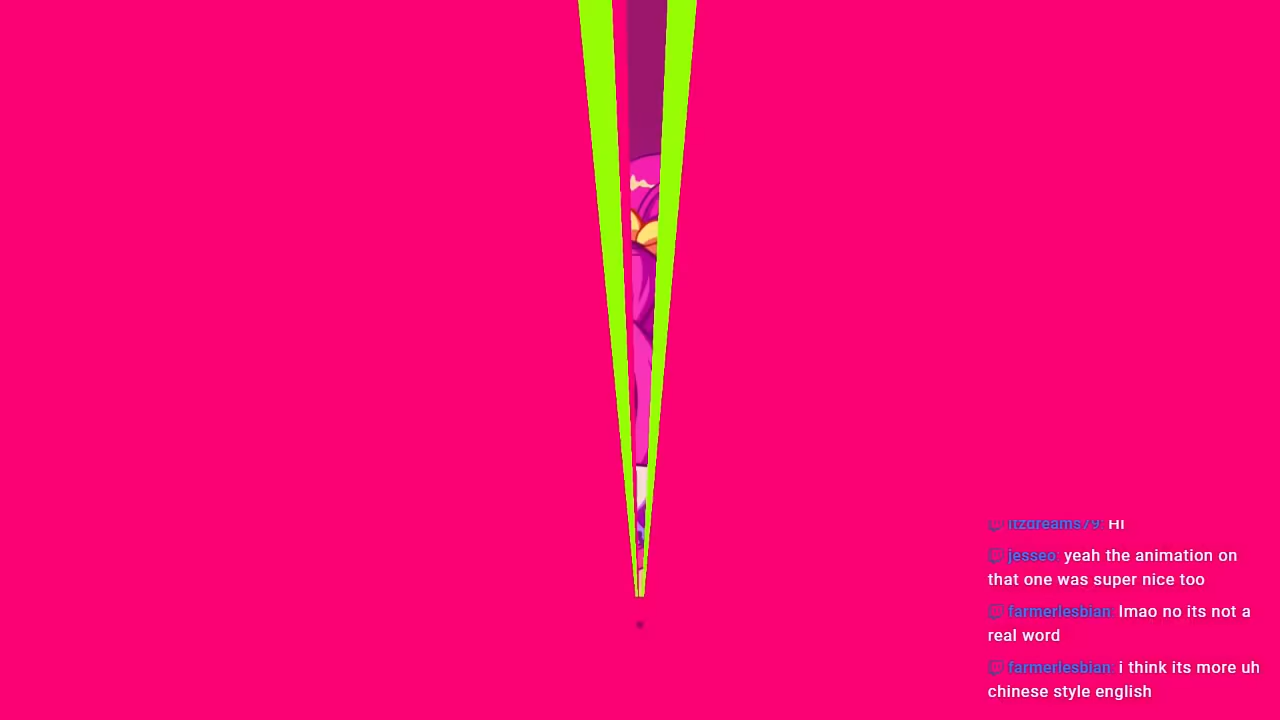 itzdreams79: Hi
jesseo: yeah the animation on
that one was super nice too
farmerlesbian: lmao no its not a
real word
farmerlesbian: i think its more uh
chinese style english